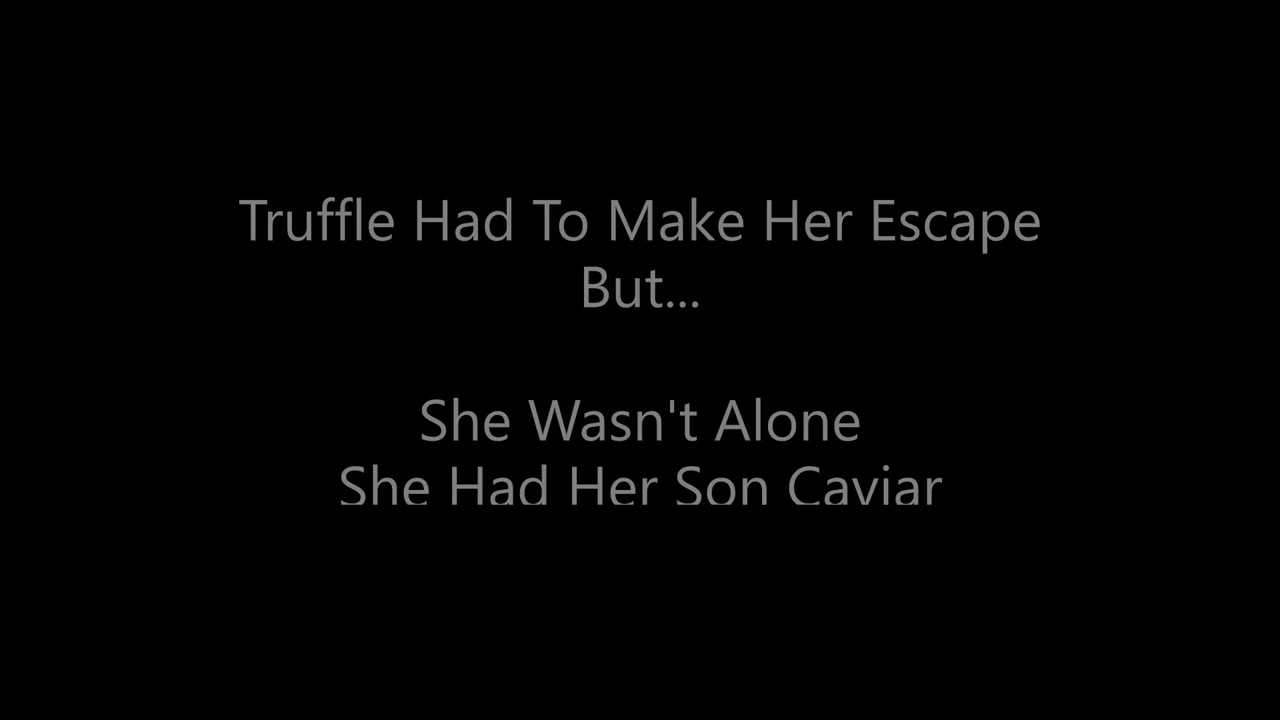 Truffle Had To Make Her Escape
But...
She Wasn't Alone
She Had Her Son Caviar